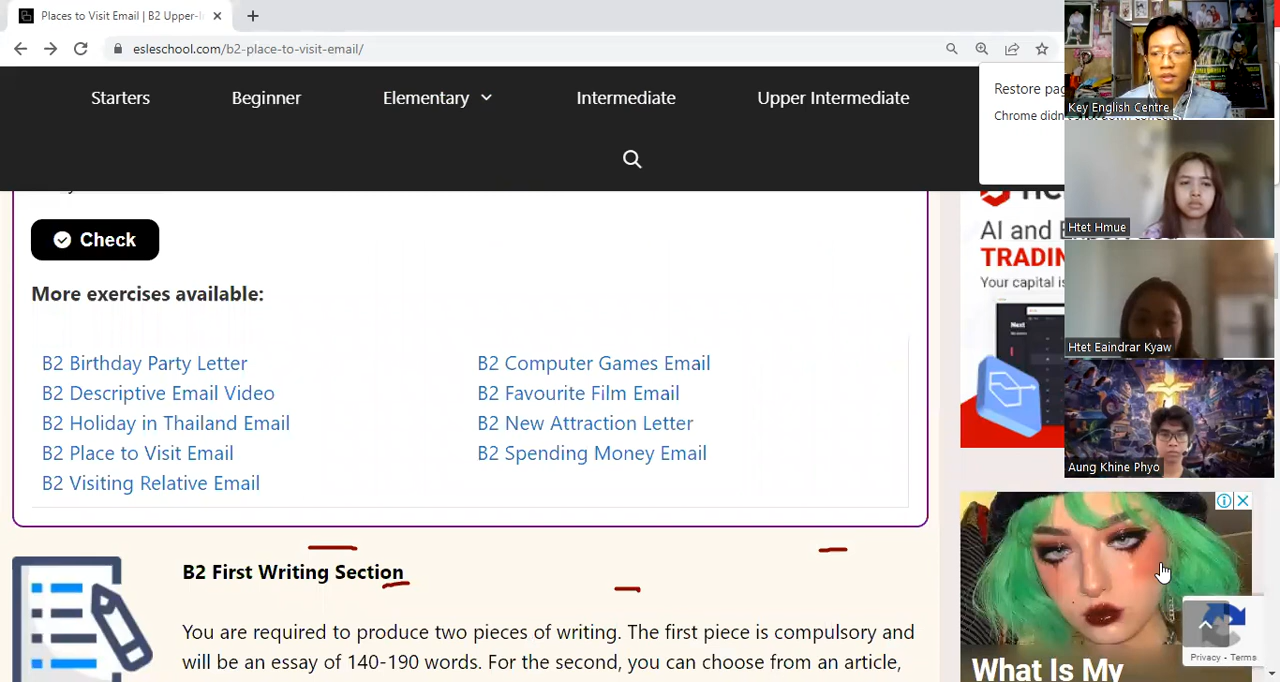 Places to Visit Email | B2 Upper-I
esleschool.com/b2-place-to-visit-email/
Starters Beginner Elementary Intermediate Upper Intermediate
Restore pag
Chrome didn't shut down correct
Key English Centre
Check
Htet Hmue
AI and
TRADIN
Your capital is
More exercises available:
Htet Eaindrar Kyaw
B2 Birthday Party Letter B2 Computer Games Email
B2 Descriptive Email Video B2 Favourite Film Email
B2 Holiday in Thailand Email B2 New Attraction Letter
B2 Place to Visit Email B2 Spending Money Email
Aung Khine Phyo
B2 Visiting Relative Email
B2 First Writing Section
You are required to produce two pieces of writing. The first piece is compulsory and
will be an essay of 140-190 words. For the second, you can choose from an article,
What Is My
Privacy - Terms